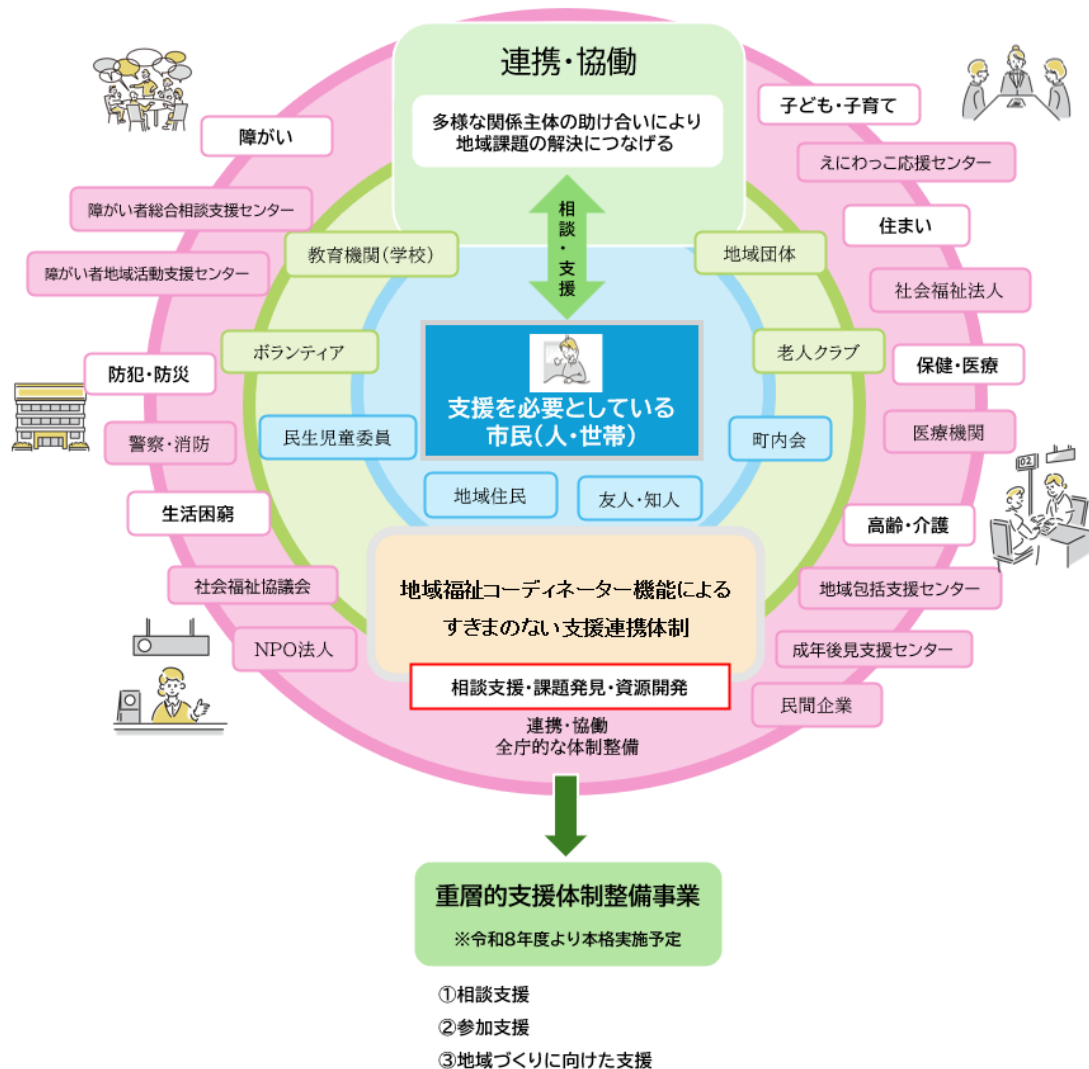 連携・協働
多様な関係主体の助け合いにより
地域課題の解決につなげる
相談・支援
障がい
障がい者総合相談支援センター
障がい者地域活動支援センター
防犯・防災
警察・消防
生活困窮
社会福祉協議会
NPO法人
教育機関(学校)
ボランティア
民生児童委員
地域住民
友人・知人
町内会
老人クラブ
地域団体
支援を必要としている
市民(人・世帯)
子ども・子育て
えにわっこ応援センター
住まい
社会福祉法人
保健・医療
医療機関
02
高齢・介護
地域包括支援センター
成年後見支援センター
民間企業
地域福祉コーディネーター機能による
すきまのない支援連携体制
相談支援・課題発見・資源開発
連携・協働
全庁的な体制整備
重層的支援体制整備事業
※令和8年度より本格実施予定
①相談支援
②参加支援
③地域づくりに向けた支援